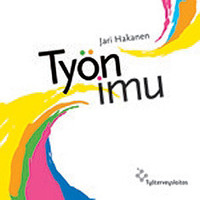 Jari Hakanen
Työn
imu
Työterveyslaitos